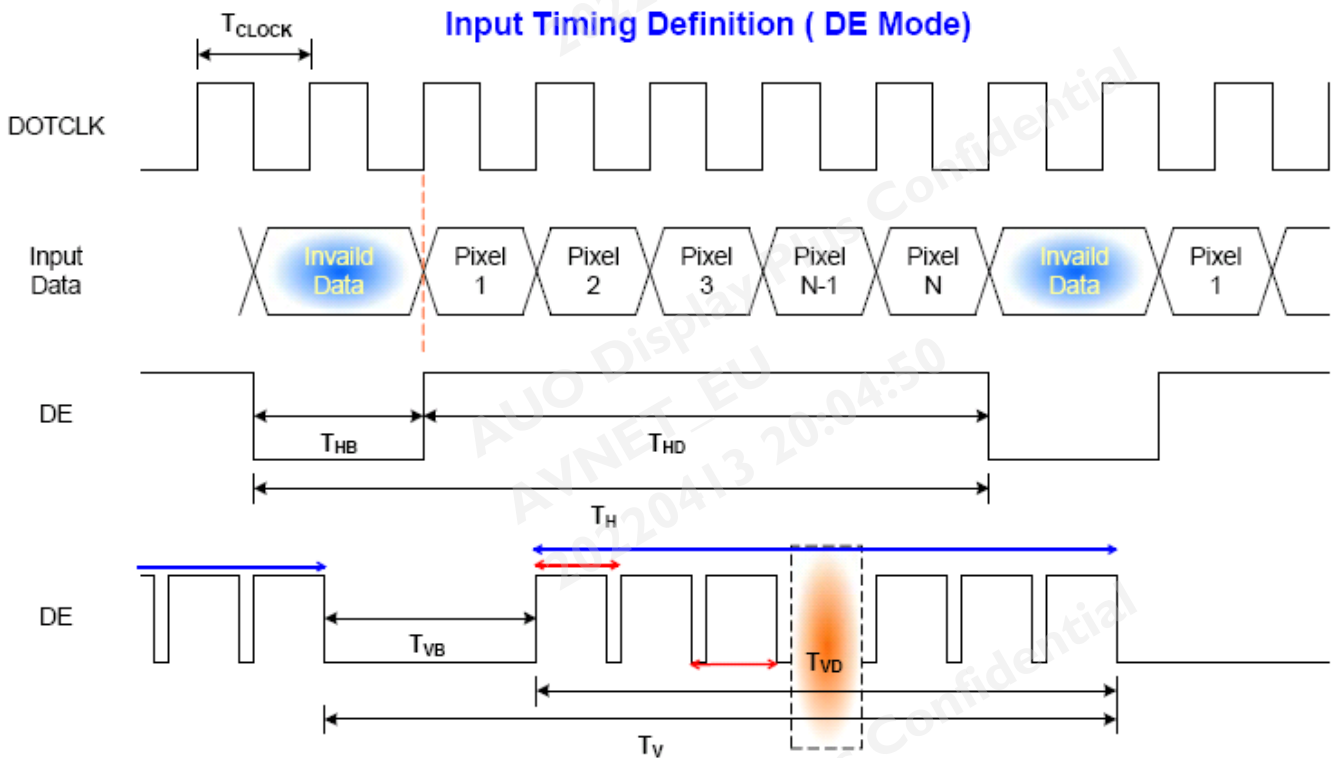 Input Timing Definition ( DE Mode)
TCLOCK
DOTCLK
Input
Data
Invaild
Data
Pixel
1
Pixel
2
Pixel
3
Pixel
N-1
Pixel
N
Invaild
Data
Pixel
1
DE
THB
THD
TH
DE
TVB
TVD
TV
AUO Display Plus Confidential
AVNET_EU
20220413 20:04:50
Confidential